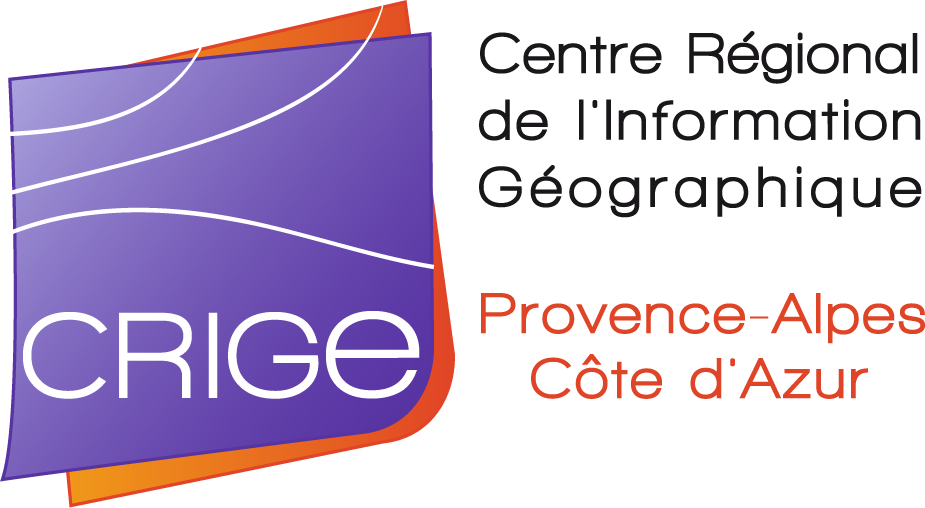 CRIGe
Centre Régional
de l'Information
Géographique
Provence-Alpes
Côte d'Azur